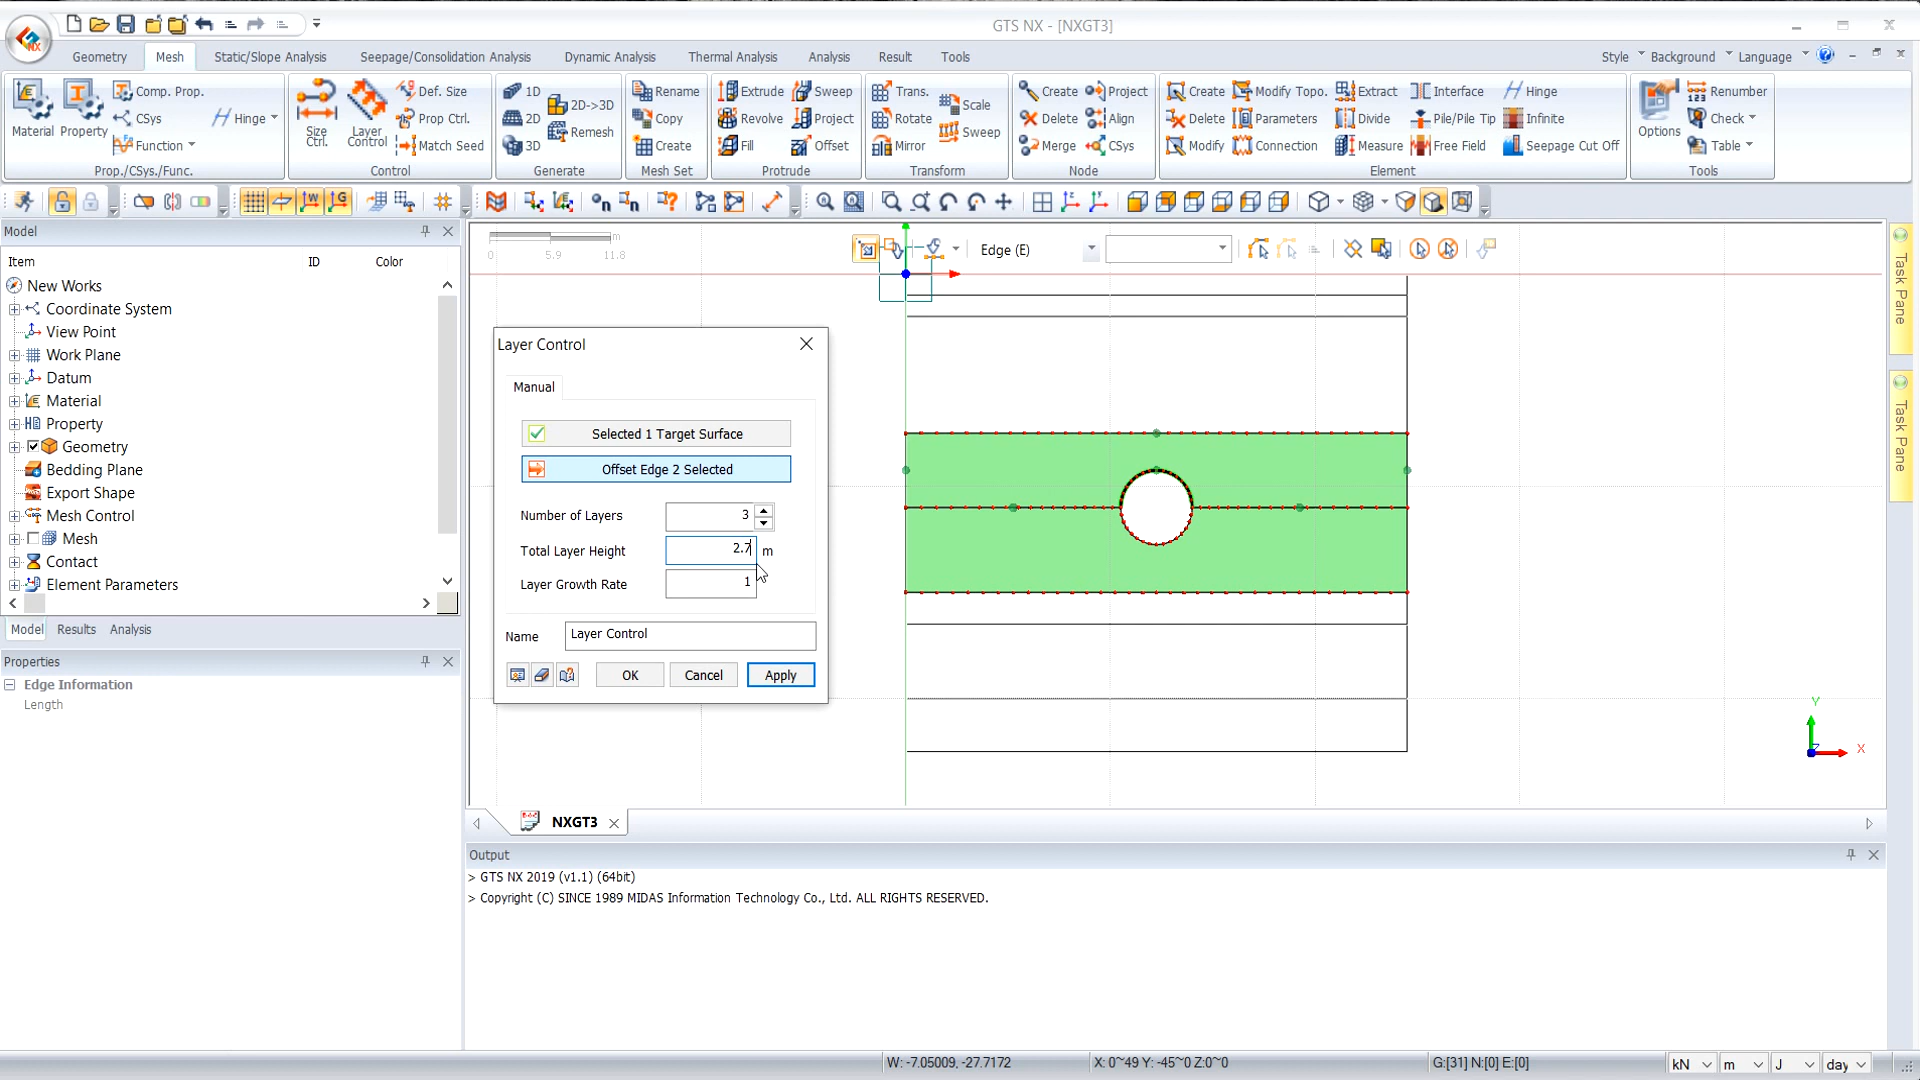 GTS NX - [NXGT3]
Geometry Mesh Static/Slope Analysis Seepage/Consolidation Analysis Dynamic Analysis Thermal Analysis Analysis Result Tools Style Background Language
Material Property Comp. Prop. CSys Function Hinge
Prop./CSys./Func.
Size Ctrl. Layer Control Def. Size Prop Ctrl. Match Seed
Control
1D 2D 3D 2D->3D Remesh
Generate
Rename Copy Create
Mesh Set
Extrude Revolve Fill Sweep Project Offset
Protrude
Trans. Rotate Mirror Scale Sweep
Transform
Create Delete Merge Project Align CSys
Node
Create Delete Modify Modify Topo. Parameters Connection Extract Divide Measure Interface Pile/Pile Tip Free Field Hinge Infinite Seepage Cut Off
Element
Options Renumber Check Table
Tools
Model
Item ID Color
New Works
Coordinate System
View Point
Work Plane
Datum
Material
Property
Geometry
Bedding Plane
Export Shape
Mesh Control
Mesh
Contact
Element Parameters
Model Results Analysis
Properties
Edge Information
Length
m
0 5.9 11.8
Edge (E)
Layer Control
Manual
Selected 1 Target Surface
Offset Edge 2 Selected
Number of Layers 3
Total Layer Height 2.7 m
Layer Growth Rate 1
Name Layer Control
OK Cancel Apply
Y
Z
X
Task Pane
Task Pane
NXGT3
Output
> GTS NX 2019 (v1.1) (64bit)
> Copyright (C) SINCE 1989 MIDAS Information Technology Co., Ltd. ALL RIGHTS RESERVED.
W: -7.05009, -27.7172 X: 0~49 Y: -45~0 Z:0~0 G:[31] N:[0] E:[0] kN m J day